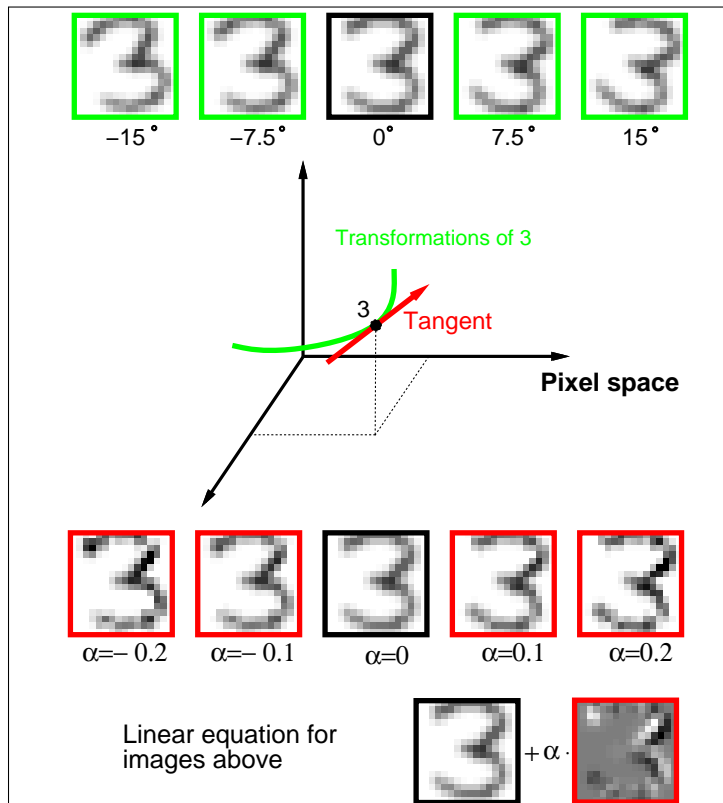 −15° −7.5° 0° 7.5° 15°
Transformations of 3
3
Tangent
Pixel space
α=− 0.2 α=− 0.1 α=0 α=0.1 α=0.2
Linear equation for
images above
+ α ·